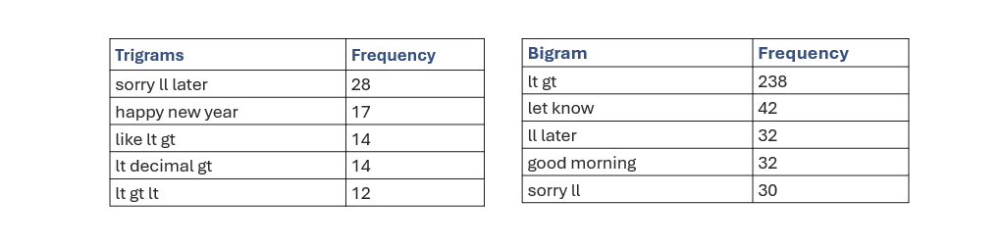 Trigrams Frequency
sorry ll later 28
happy new year 17
like lt gt 14
lt decimal gt 14
lt gt lt 12
Bigram Frequency
lt gt 238
let know 42
ll later 32
good morning 32
sorry ll 30